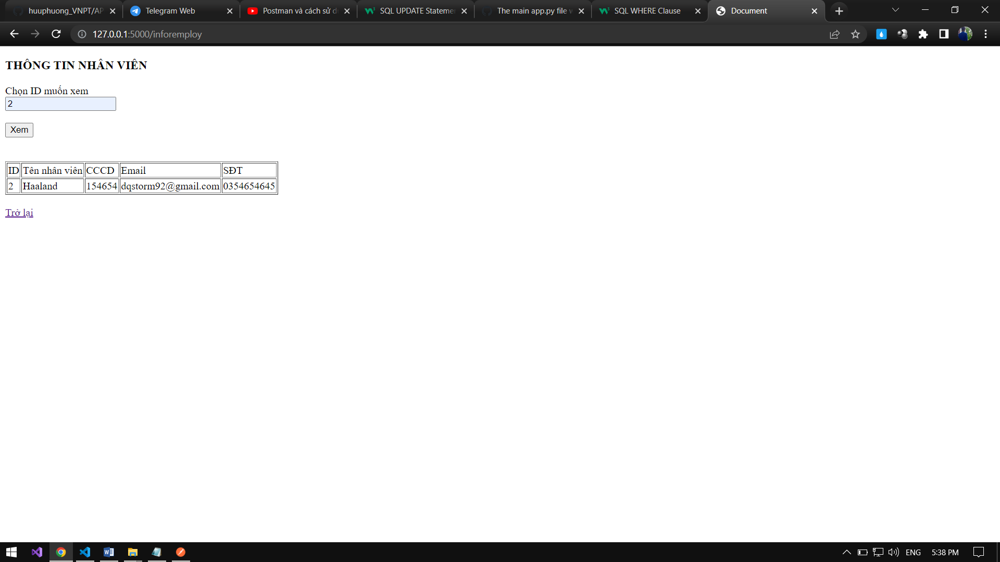 huuphuong_VNPT/AP
Telegram Web
Postman và cách sử d
SQL UPDATE Statemen
The main app.py file w
SQL WHERE Clause
Document
127.0.0.1:5000/inforemploy
THÔNG TIN NHÂN VIÊN
Chọn ID muốn xem
2
Xem
ID Tên nhân viên CCCD Email SĐT
2 Haaland 154654 dqstorm92@gmail.com 0354654645
Trở lại
ENG 5:38 PM